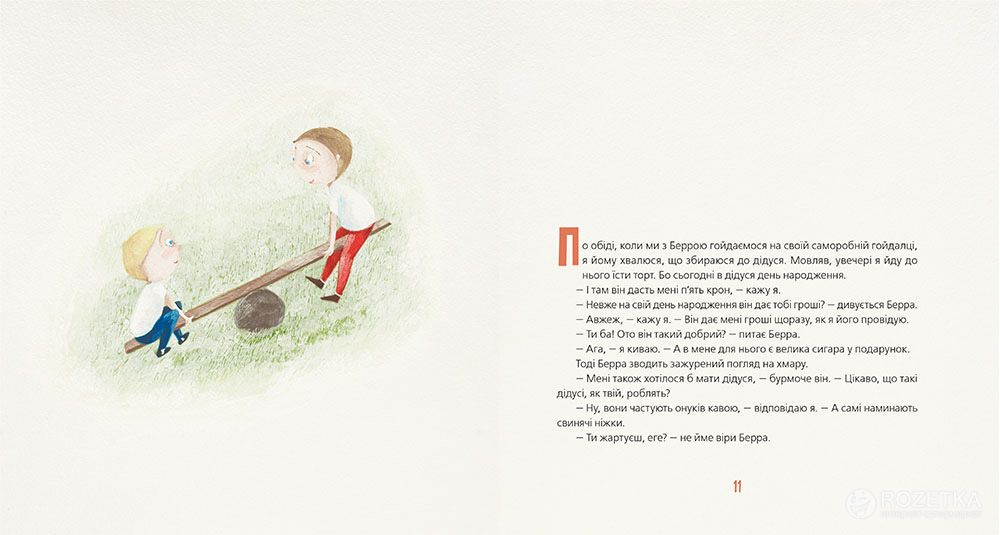 По обіді, коли ми з Беррою гойдаємося на своїй саморобній гойдалці,
я йому хвалюся, що збираюся до дідуся. Мовляв, увечері я йду до
нього їсти торт. Бо сьогодні в дідуся день народження.
— І там він дасть мені п'ять крон, — кажу я.
— Невже на свій день народження він дає тобі гроші? — дивується Берра.
— Авжеж, — кажу я. — Він дає мені гроші щоразу, як я його провідую.
— Ти ба! Ото він такий добрий? — питає Берра.
— Ага, — я киваю. — А в мене для нього є велика сигара у подарунок.
Тоді Берра зводить зажурений погляд на хмару.
— Мені також хотілося б мати дідуся, — бурмоче він. — Цікаво, що такі
дідусі, як твій, роблять?
— Ну, вони частують онуків кавою, — відповідаю я. — А самі наминають
свинячі ніжки.
— Ти жартуєш, еге? — не йме віри Берра.
11
ROZETKA